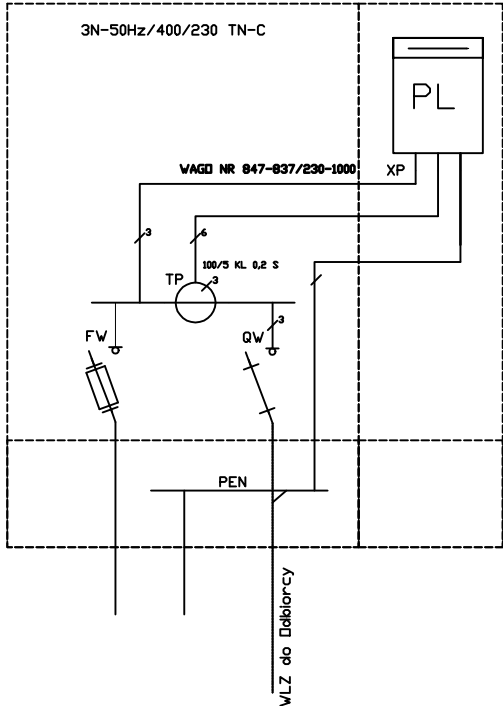 3N-50Hz/400/230 TN-C
PL
WAGO NR 847-837/230-1000
XP
3
6
100/5 KL 0,2 S
TP
3
FW
QW
3
PEN
WLZ do Odbiorcy